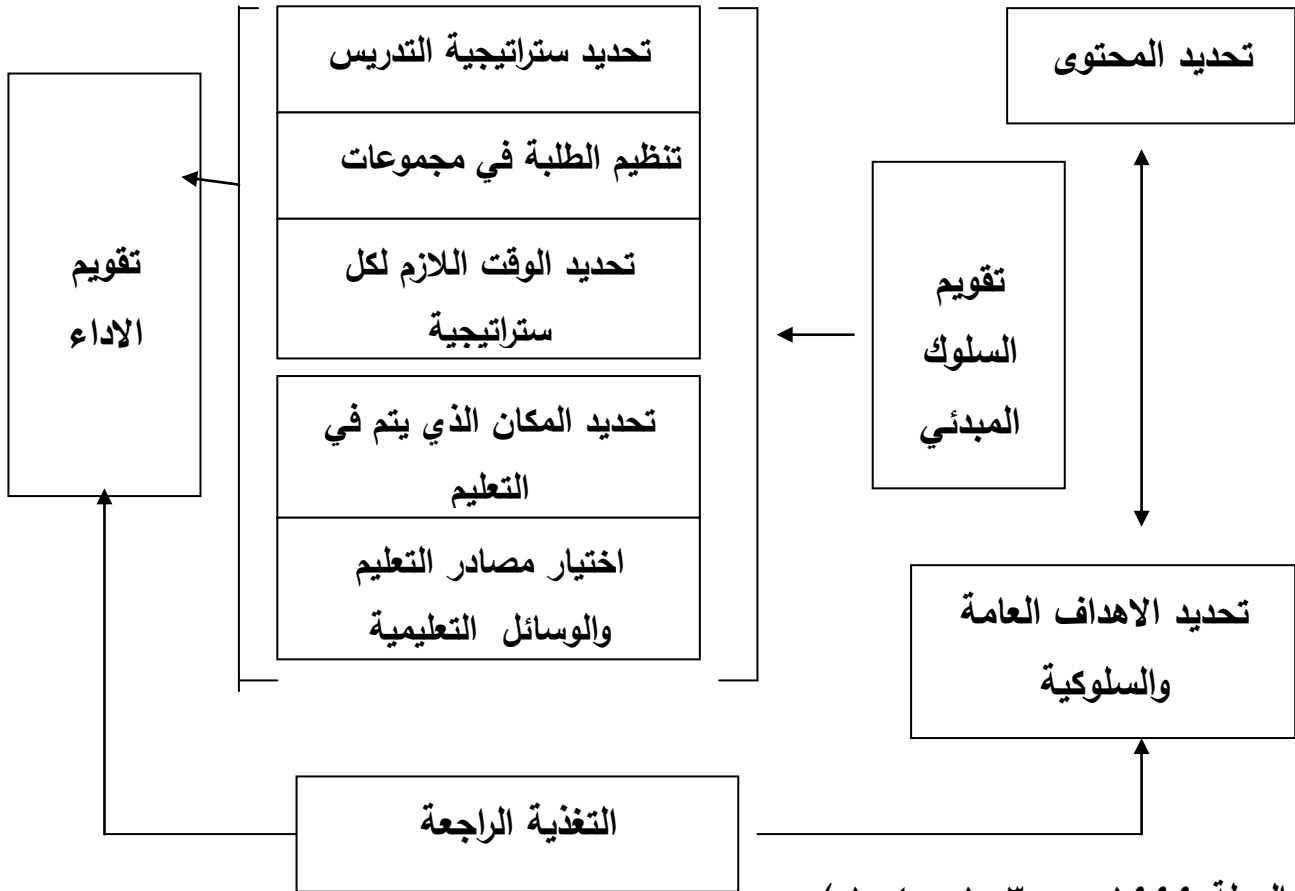 تحديد المحتوى
تحديد ستراتيجية التدريس
تنظيم الطلبة في مجموعات
تحديد الوقت اللازم لكل
ستراتيجية
تحديد المكان الذي يتم في
التعليم
اختيار مصادر التعليم
والوسائل التعليمية
تقويم
السلوك
المبدئي
تقويم
الاداء
تحديد الاهداف العامة
والسلوكية
التغذية الراجعة